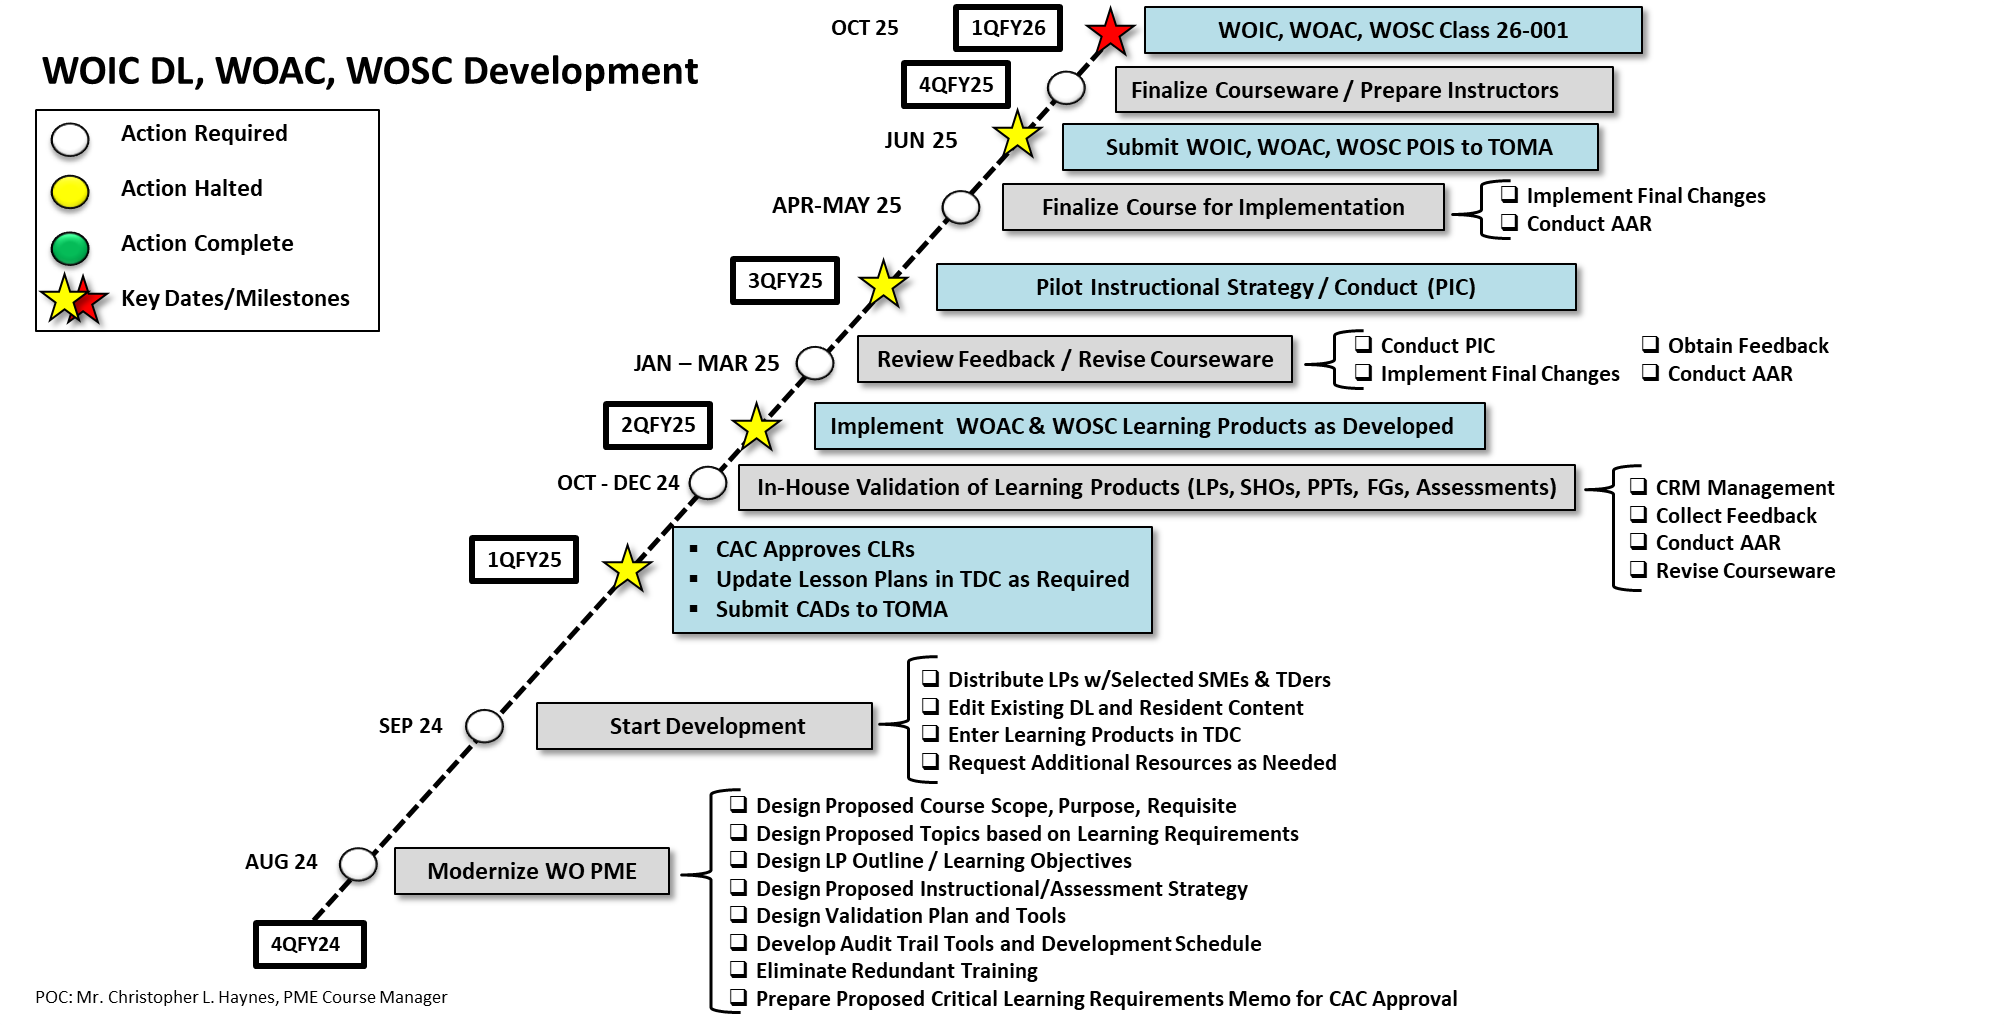 WOIC DL, WOAC, WOSC Development
Action Required
Action Halted
Action Complete
Key Dates/Milestones
OCT 25
1QFY26
WOIC, WOAC, WOSC Class 26-001
4QFY25
Finalize Courseware / Prepare Instructors
JUN 25
Submit WOIC, WOAC, WOSC POIS to TOMA
APR-MAY 25
Finalize Course for Implementation
Implement Final Changes
Conduct AAR
3QFY25
Pilot Instructional Strategy / Conduct (PIC)
JAN – MAR 25
Review Feedback / Revise Courseware
Conduct PIC
Implement Final Changes
Obtain Feedback
Conduct AAR
2QFY25
Implement WOAC & WOSC Learning Products as Developed
OCT - DEC 24
In-House Validation of Learning Products (LPs, SHOs, PPTs, FGs, Assessments)
CRM Management
Collect Feedback
Conduct AAR
Revise Courseware
1QFY25
CAC Approves CLRs
Update Lesson Plans in TDC as Required
Submit CADs to TOMA
SEP 24
Start Development
Distribute LPs w/Selected SMEs & TDers
Edit Existing DL and Resident Content
Enter Learning Products in TDC
Request Additional Resources as Needed
AUG 24
Modernize WO PME
Design Proposed Course Scope, Purpose, Requisite
Design Proposed Topics based on Learning Requirements
Design LP Outline / Learning Objectives
Design Proposed Instructional/Assessment Strategy
Design Validation Plan and Tools
Develop Audit Trail Tools and Development Schedule
Eliminate Redundant Training
Prepare Proposed Critical Learning Requirements Memo for CAC Approval
4QFY24
POC: Mr. Christopher L. Haynes, PME Course Manager